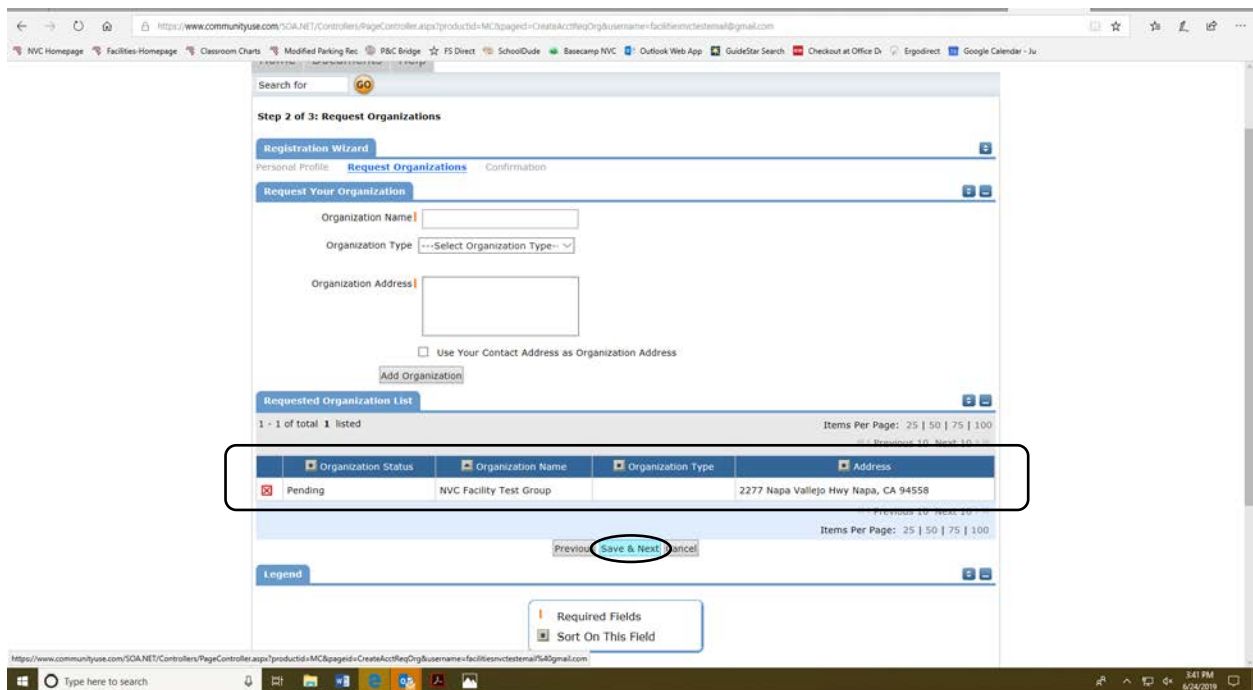 https://www.communityuse.com/SOA.NET/Controllers/PageController.aspx?productid=MC&pageid=CreateAcctReqOrg&username=facilitiesnvctestemail@gmail.com
NVC Homepage Facilities-Homepage Classroom Charts Modified Parking Rec P&C Bridge FS Direct SchoolDude Basecamp NVC Outlook Web App GuideStar Search Checkout at Office De Ergodirect Google Calendar - Ju
Home Documents Help
Search for GO
Step 2 of 3: Request Organizations
Registration Wizard
Personal Profile Request Organizations Confirmation
Request Your Organization
Organization Name
Organization Type ---Select Organization Type--
Organization Address
Use Your Contact Address as Organization Address
Add Organization
Requested Organization List
1 - 1 of total 1 listed Items Per Page: 25 | 50 | 75 | 100
Previous 10 Next 10
Organization Status Organization Name Organization Type Address
Pending NVC Facility Test Group 2277 Napa Vallejo Hwy Napa, CA 94558
Previous 10 Next 10
Items Per Page: 25 | 50 | 75 | 100
Previous Save & Next Cancel
Legend
Required Fields
Sort On This Field
https://www.communityuse.com/SOA.NET/Controllers/PageController.aspx?productid=MC&pageid=CreateAcctReqOrg&username=facilitiesnvctestemail%40gmail.com
Type here to search
3:41 PM
6/24/2019